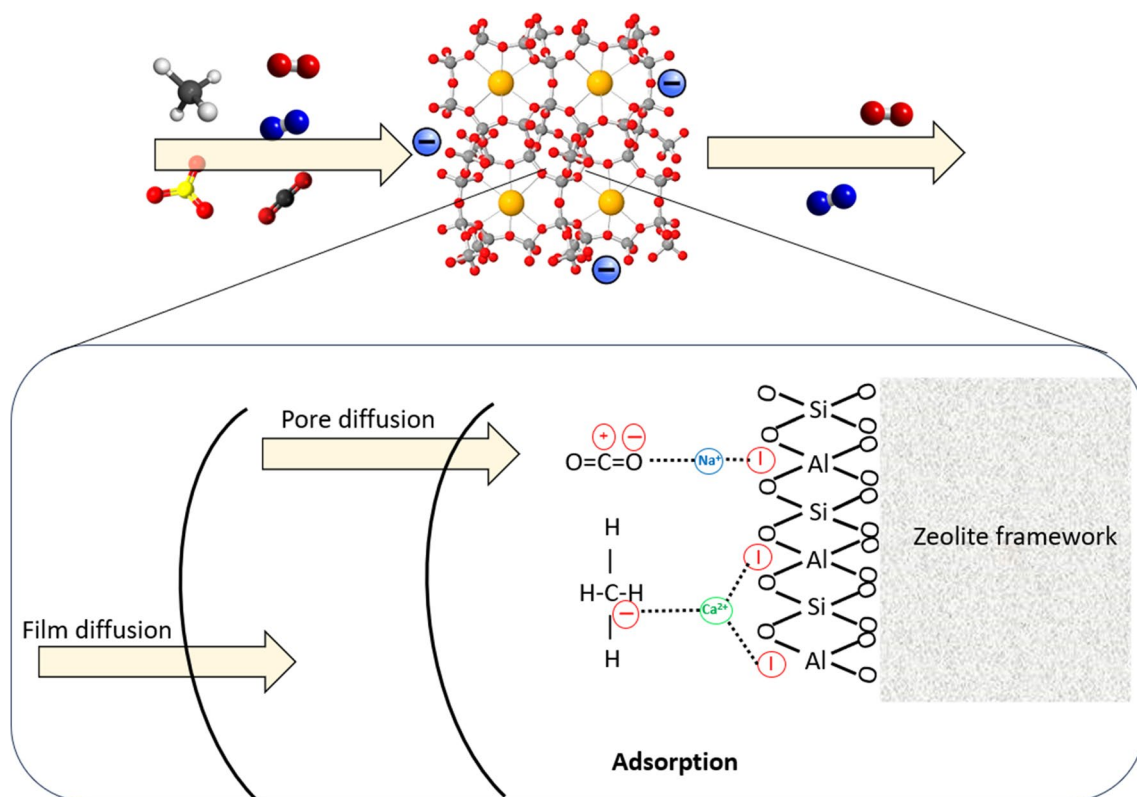 −
−
−
Pore diffusion
Film diffusion
+ −
O=C=O
Na⁺
I
H
|
H-C-H
−
|
H
Ca²⁺
I
I
O O
Si
O O
O
Al
O O
O
Si
O O
O
Al
O O
O
Si
O O
O
Al
O
Zeolite framework
Adsorption